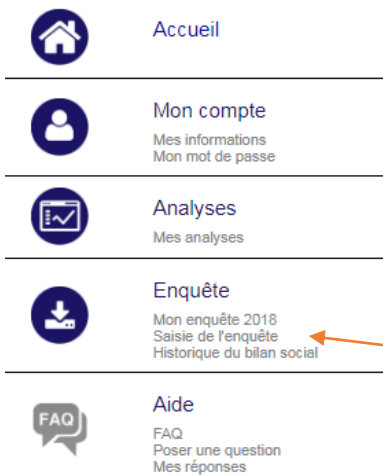 Accueil
Mon compte
Mes informations
Mon mot de passe
Analyses
Mes analyses
Enquête
Mon enquête 2018
Saisie de l'enquête
Historique du bilan social
FAQ
Aide
FAQ
Poser une question
Mes réponses